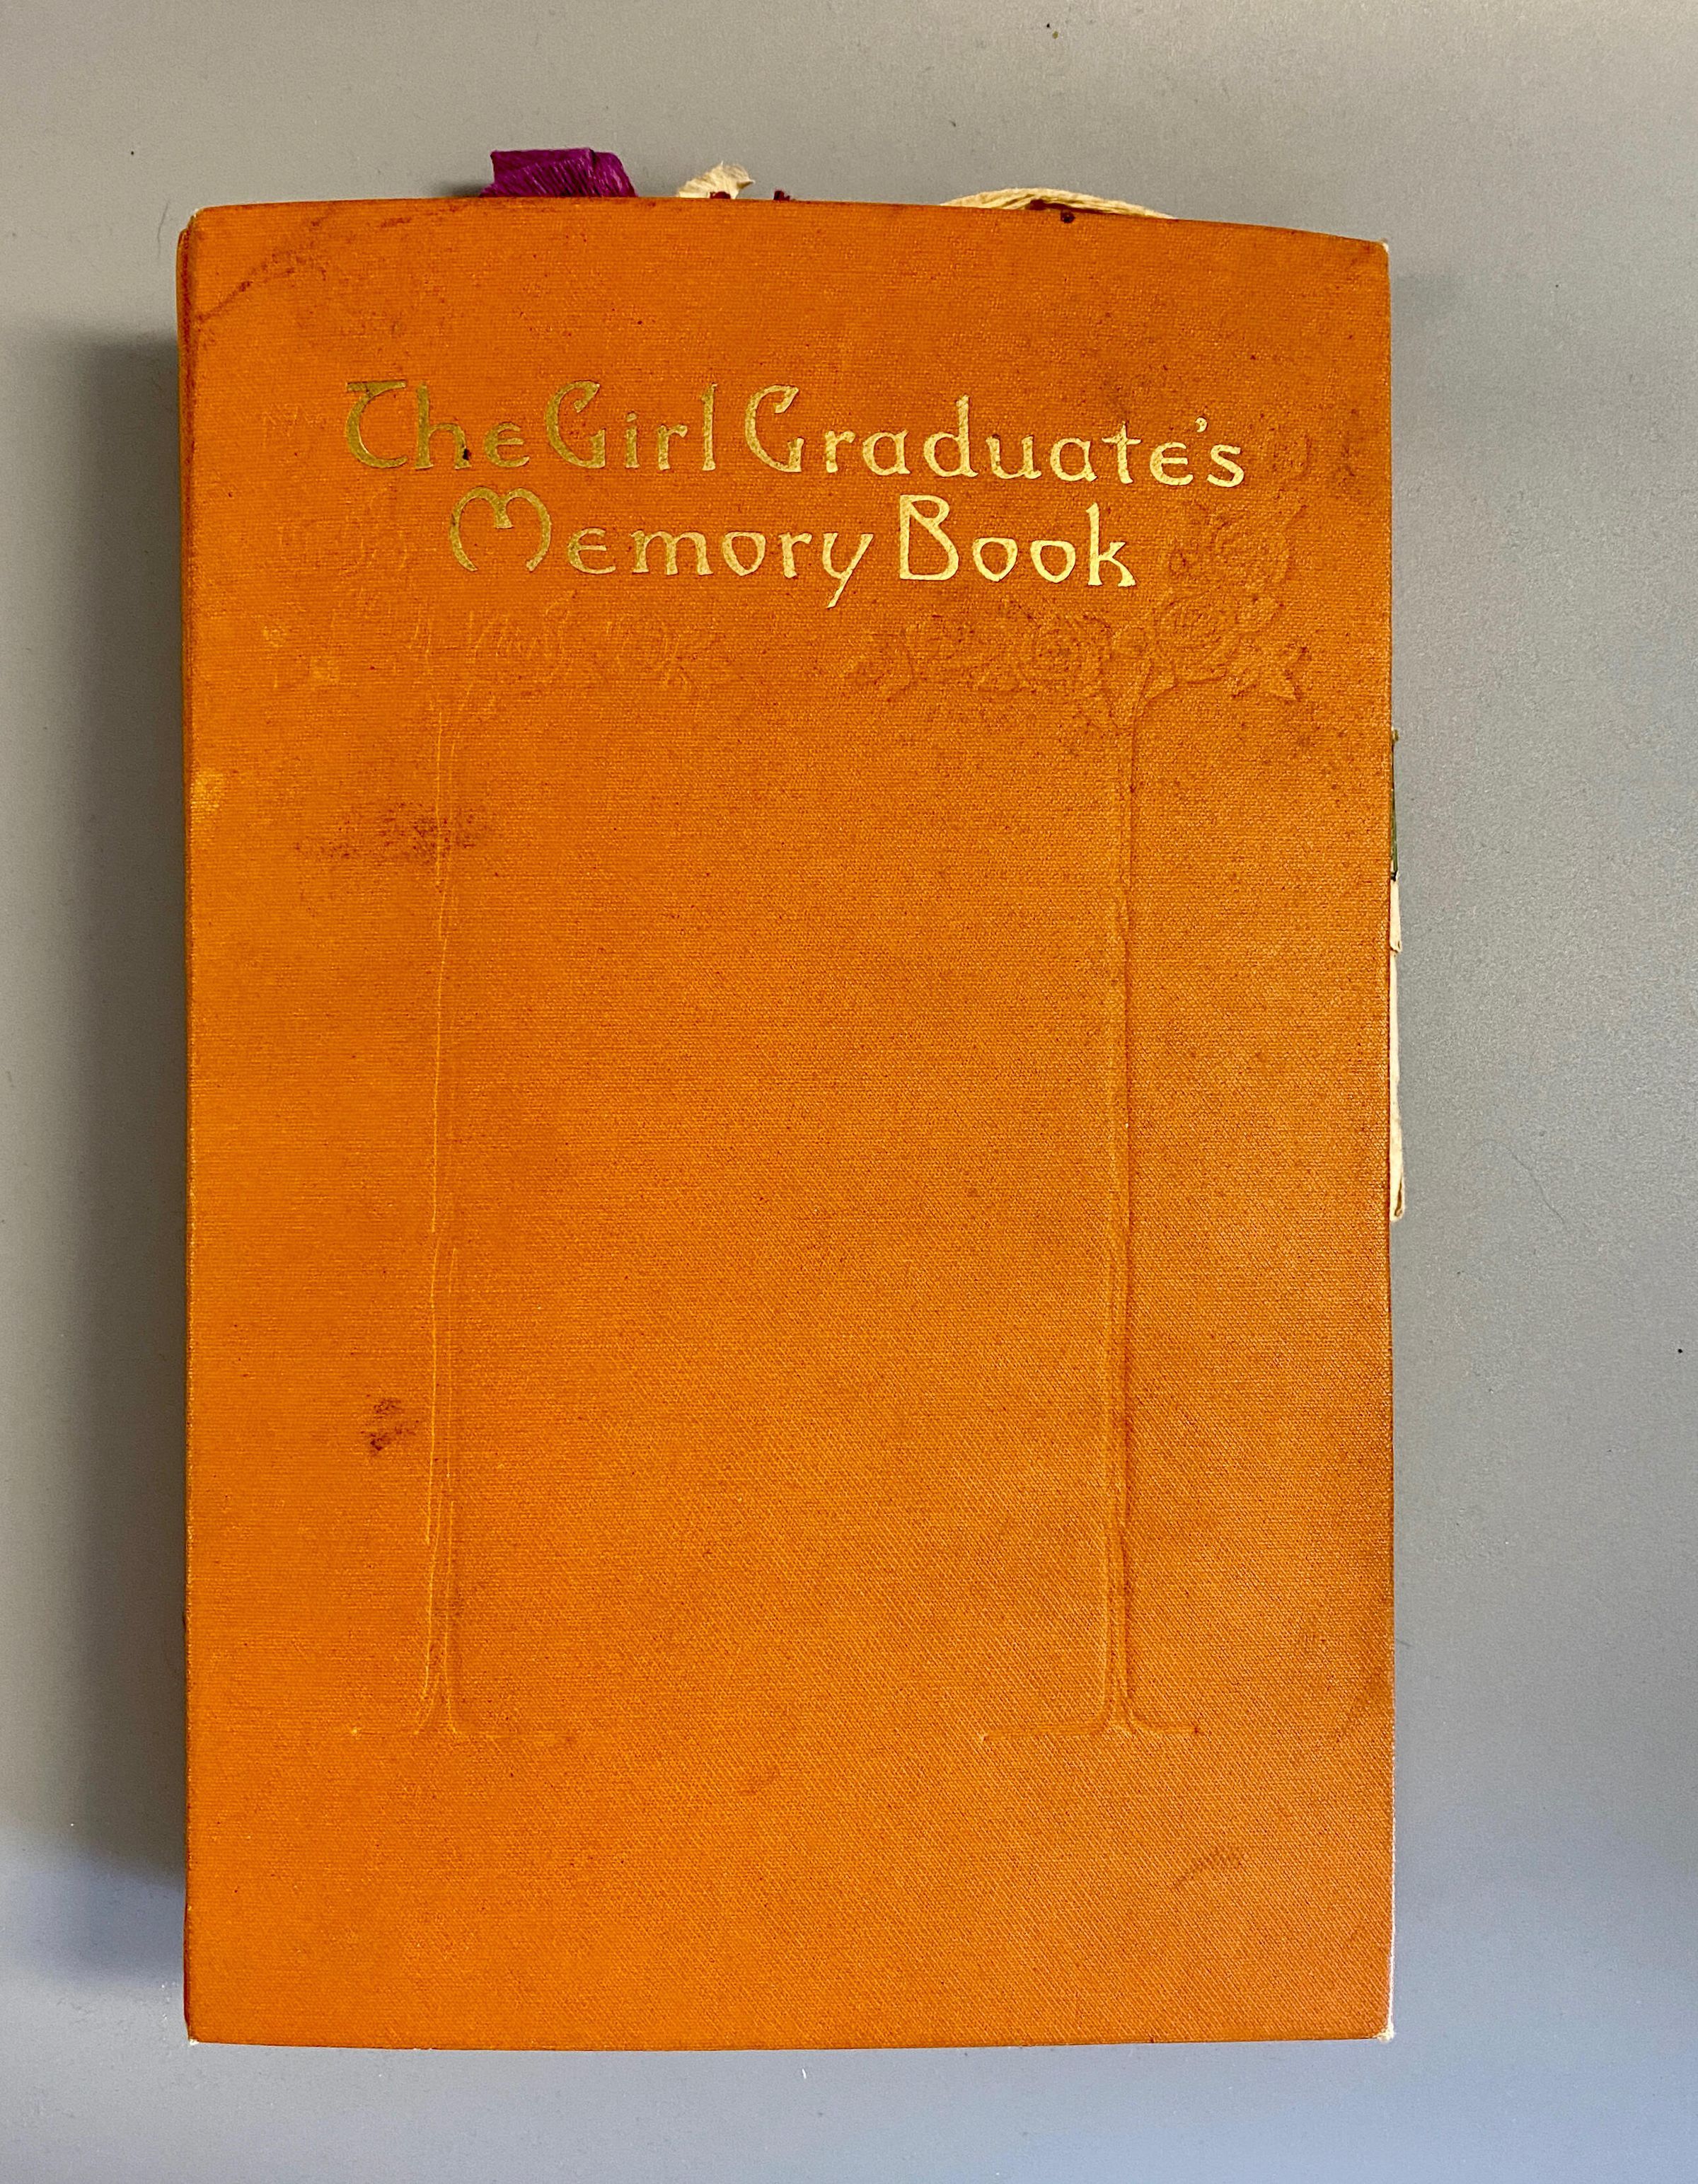 The Girl Graduate's
Memory Book